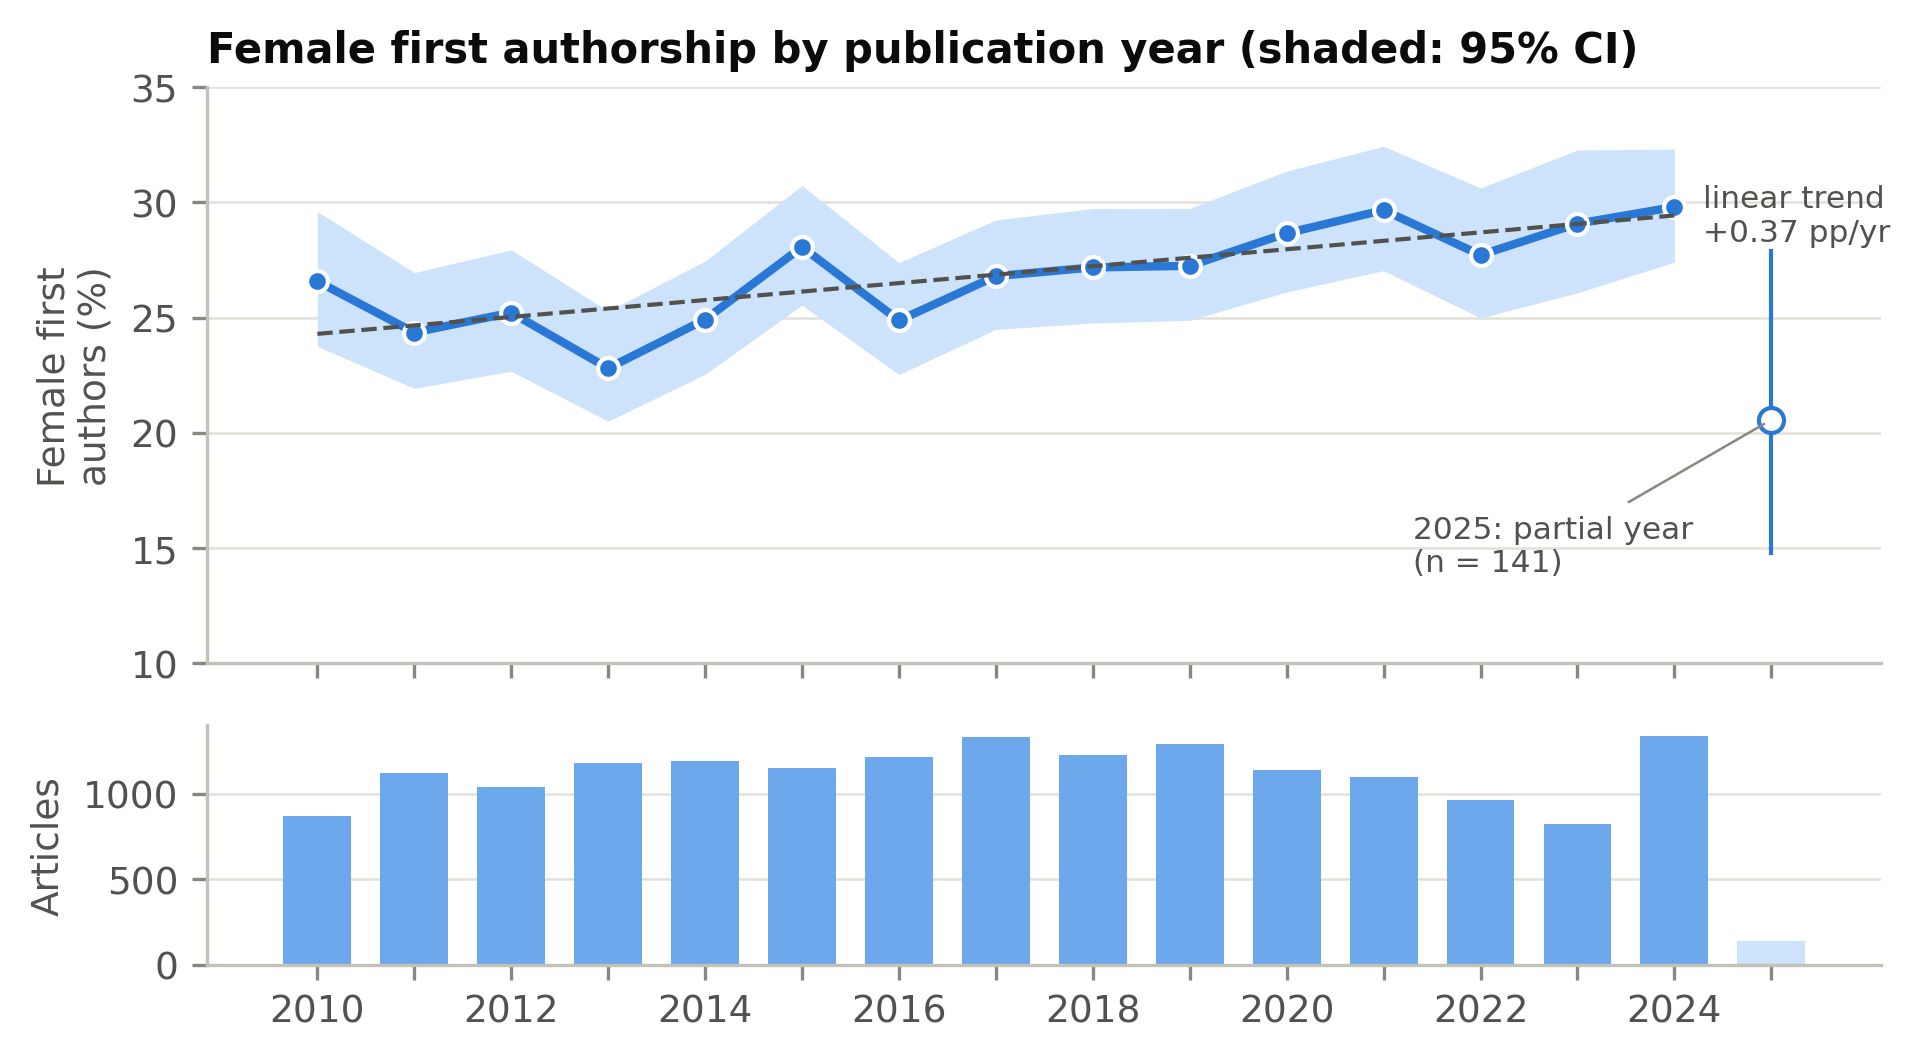 Female first authorship by publication year (shaded: 95% CI)
Female first
authors (%)
35
30
25
20
15
10
linear trend
+0.37 pp/yr
2025: partial year
(n = 141)
Articles
1000
500
0
2010 2012 2014 2016 2018 2020 2022 2024